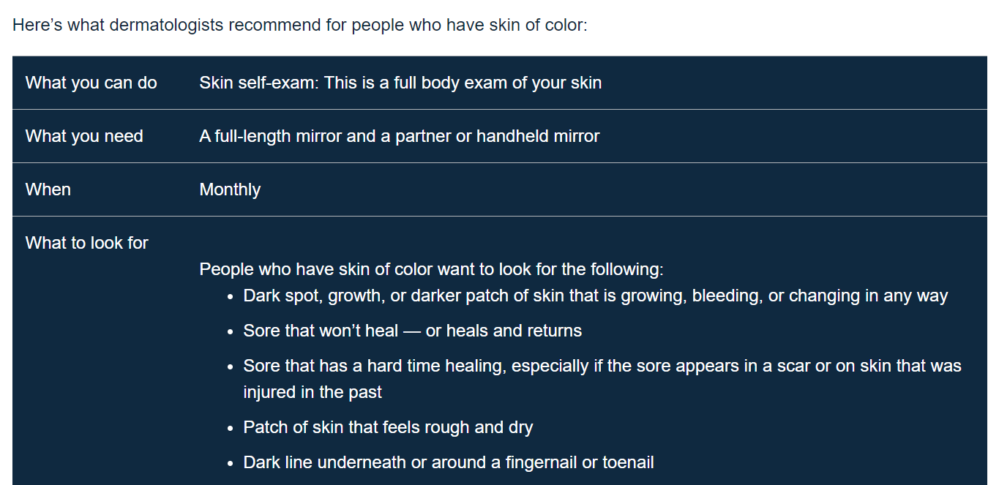 Here’s what dermatologists recommend for people who have skin of color:
What you can do Skin self-exam: This is a full body exam of your skin
What you need A full-length mirror and a partner or handheld mirror
When Monthly
What to look for
People who have skin of color want to look for the following:
• Dark spot, growth, or darker patch of skin that is growing, bleeding, or changing in any way
• Sore that won’t heal — or heals and returns
• Sore that has a hard time healing, especially if the sore appears in a scar or on skin that was
injured in the past
• Patch of skin that feels rough and dry
• Dark line underneath or around a fingernail or toenail